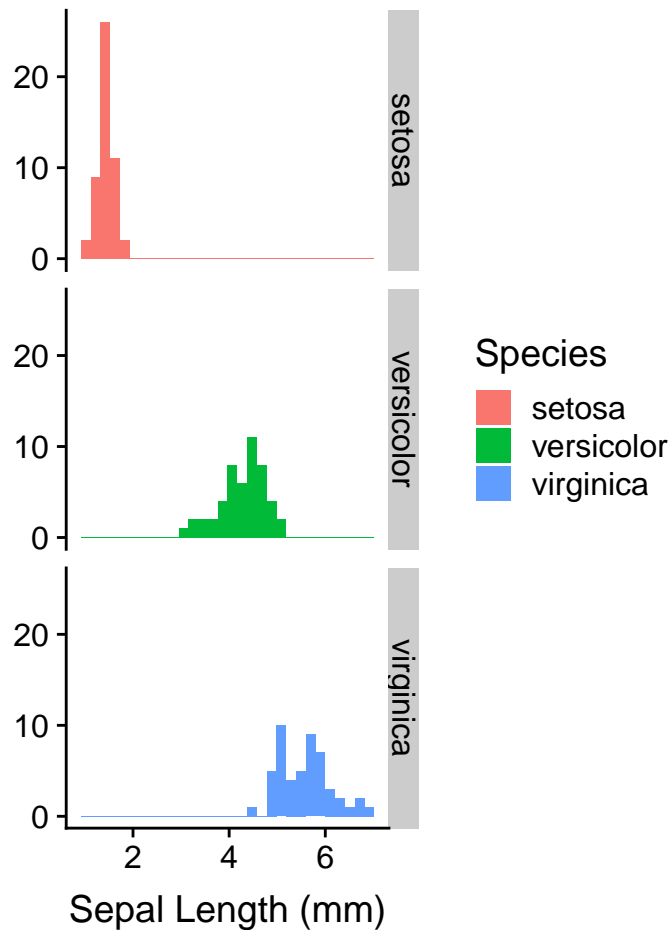 20
10
0
setosa
20
10
0
versicolor
20
10
0
virginica
2 4 6
Sepal Length (mm)
Species
setosa
versicolor
virginica